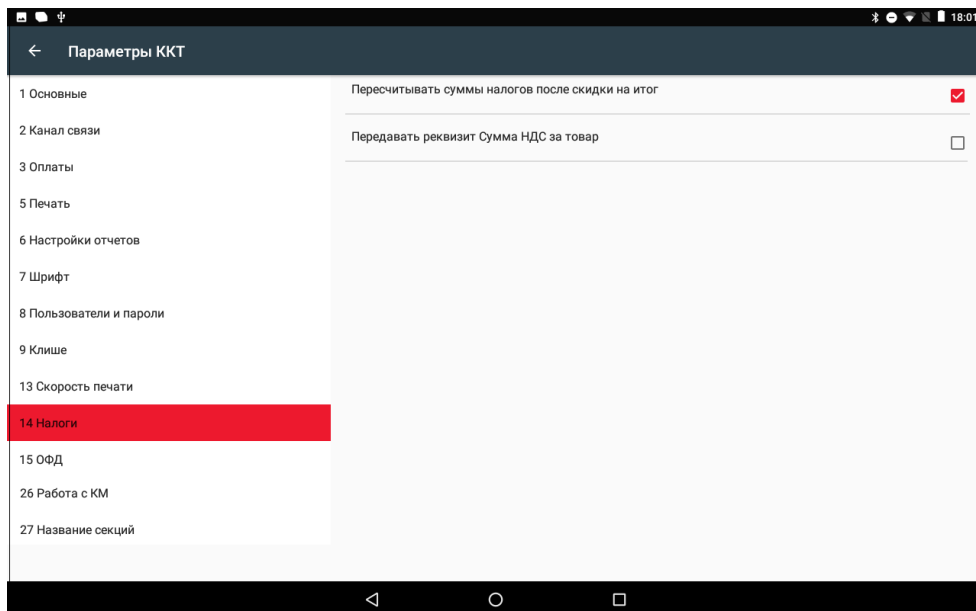 18:01
Параметры ККТ
1 Основные
2 Канал связи
3 Оплаты
5 Печать
6 Настройки отчетов
7 Шрифт
8 Пользователи и пароли
9 Клише
13 Скорость печати
14 Налоги
15 ОФД
26 Работа с КМ
27 Название секций
Пересчитывать суммы налогов после скидки на итог
Передавать реквизит Сумма НДС за товар